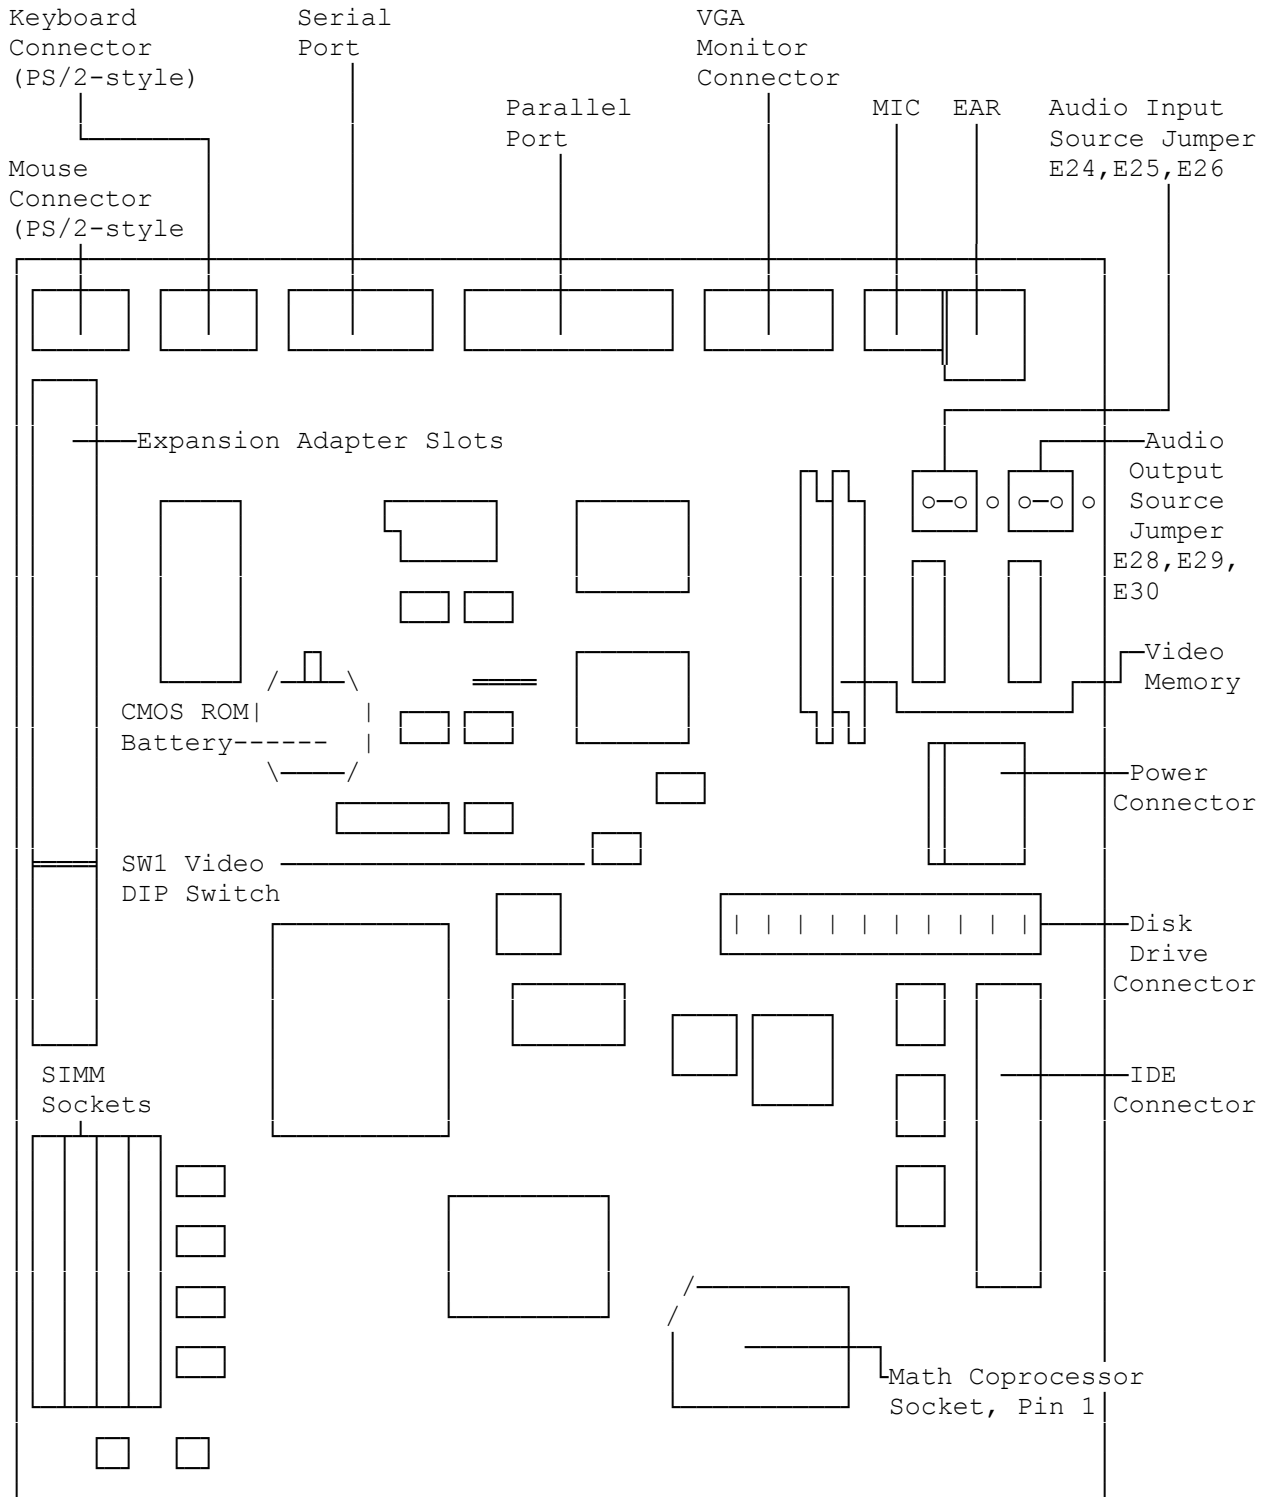 Keyboard
Connector
(PS/2-style)
Serial
Port
VGA
Monitor
Connector
Parallel
Port
MIC
EAR
Audio Input
Source Jumper
E24,E25,E26
Mouse
Connector
(PS/2-style
Expansion Adapter Slots
Audio
Output
Source
Jumper
E28,E29,
E30
Video
Memory
CMOS ROM
Battery
Power
Connector
SW1 Video
DIP Switch
Disk
Drive
Connector
SIMM
Sockets
IDE
Connector
Math Coprocessor
Socket, Pin 1